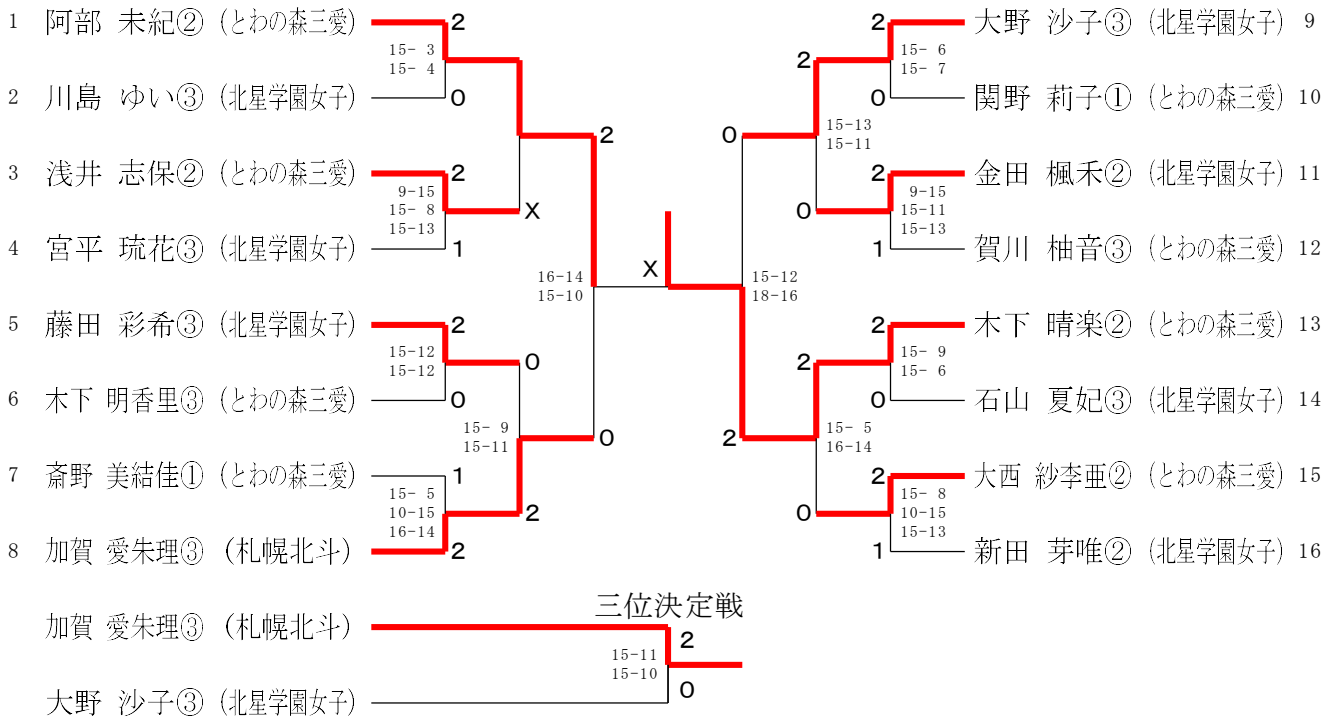 1 阿部 未紀② (とわの森三愛) 2 2 大野 沙子③ (北星学園女子) 9
15- 3 15- 6
15- 4 2 15- 7
2 川島 ゆい③ (北星学園女子) 0 0 関野 莉子① (とわの森三愛) 10
2 0 15-13
15-11
3 浅井 志保② (とわの森三愛) 2 2 金田 楓禾② (北星学園女子) 11
9-15 9-15
15- 8 X 0 15-11
15-13 15-13
4 宮平 琉花③ (北星学園女子) 1 1 賀川 柚音③ (とわの森三愛) 12
16-14 X 15-12
15-10 18-16
5 藤田 彩希③ (北星学園女子) 2 2 木下 晴楽② (とわの森三愛) 13
15-12 0 2 15- 9
15-12 15- 6
6 木下 明香里③ (とわの森三愛) 0 0 石山 夏妃③ (北星学園女子) 14
15- 9 0 2 15- 5
15-11 16-14
7 斎野 美結佳① (とわの森三愛) 1 2 大西 紗李亜② (とわの森三愛) 15
15- 5 15- 8
10-15 2 0 10-15
16-14 15-13
8 加賀 愛朱理③ (札幌北斗) 2 1 新田 芽唯② (北星学園女子) 16
三位決定戦
加賀 愛朱理③ (札幌北斗) 2
15-11
15-10
大野 沙子③ (北星学園女子) 0